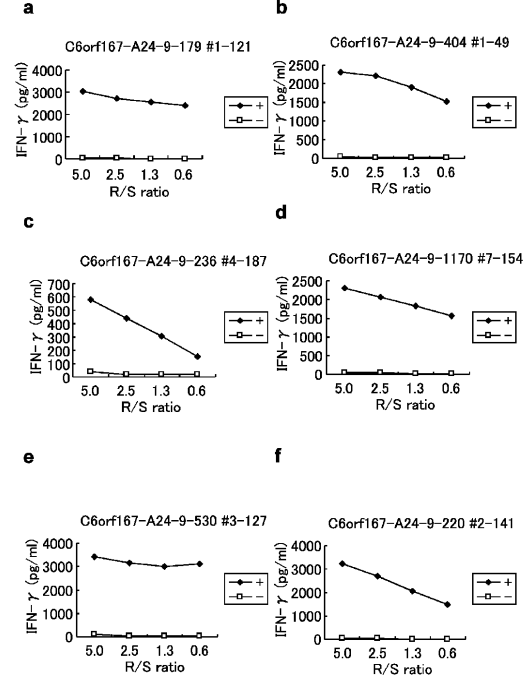 a
C6orf167-A24-9-179 #1-121
IFN-γ (pg/ml)
4000
3000
2000
1000
0
5.0 2.5 1.3 0.6
R/S ratio
+
−
b
C6orf167-A24-9-404 #1-49
IFN-γ (pg/ml)
2500
2000
1500
1000
500
0
5.0 2.5 1.3 0.6
R/S ratio
+
−
c
C6orf167-A24-9-236 #4-187
IFN-γ (pg/ml)
700
600
500
400
300
200
100
0
5.0 2.5 1.3 0.6
R/S ratio
+
−
d
C6orf167-A24-9-1170 #7-154
IFN-γ (pg/ml)
2500
2000
1500
1000
500
0
5.0 2.5 1.3 0.6
R/S ratio
+
−
e
C6orf167-A24-9-530 #3-127
IFN-γ (pg/ml)
4000
3000
2000
1000
0
5.0 2.5 1.3 0.6
R/S ratio
+
−
f
C6orf167-A24-9-220 #2-141
IFN-γ (pg/ml)
4000
3000
2000
1000
0
5.0 2.5 1.3 0.6
R/S ratio
+
−